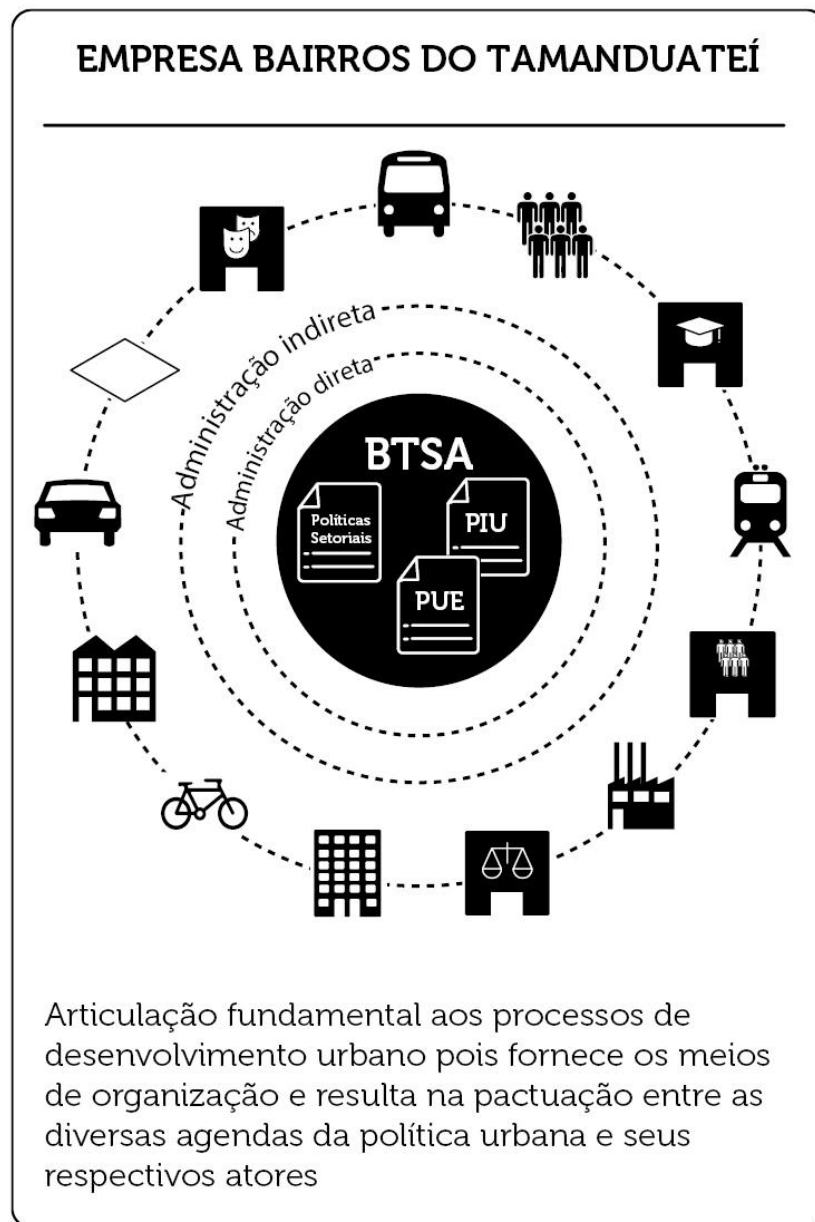 EMPRESA BAIRROS DO TAMANDUATEÍ
Administração indireta
Administração direta
BTSA
Políticas
Setoriais
PIU
PUE
Articulação fundamental aos processos de
desenvolvimento urbano pois fornece os meios
de organização e resulta na pactuação entre as
diversas agendas da política urbana e seus
respectivos atores